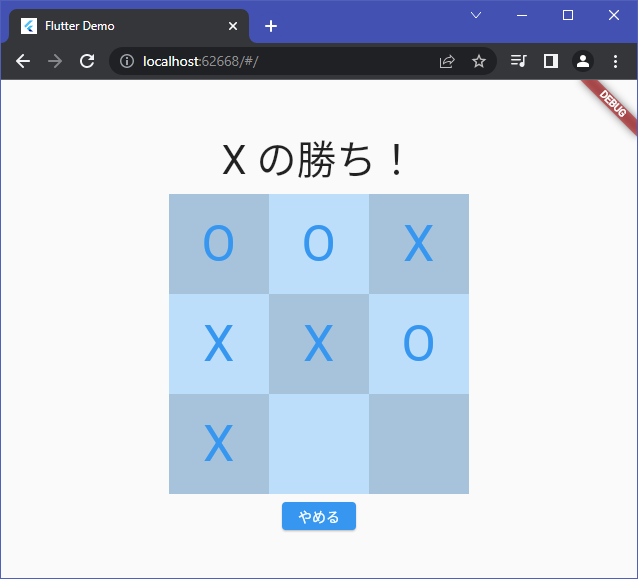 Flutter Demo
localhost:62668/#/
DEBUG
X の勝ち！
O O X
X X O
X
やめる